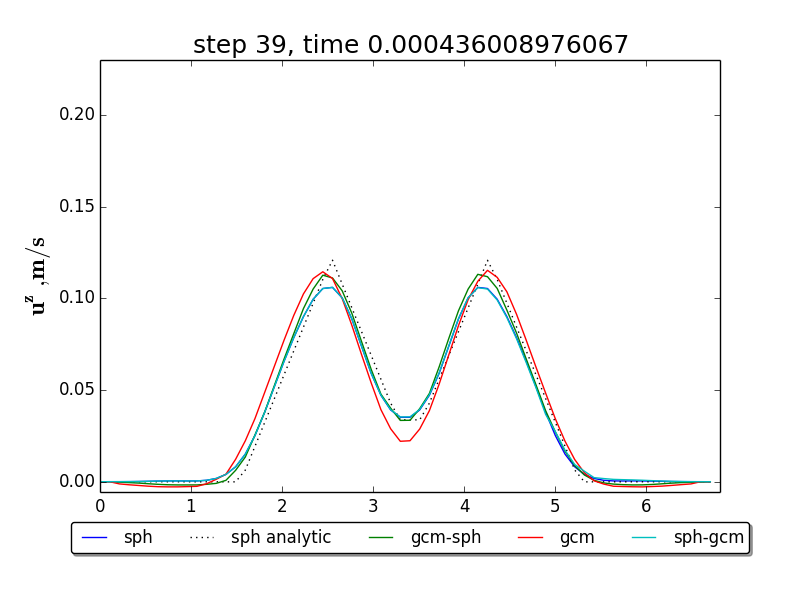 step 39, time 0.000436008976067
u^z ,m/s
0.20
0.15
0.10
0.05
0.00
0 1 2 3 4 5 6
sph sph analytic gcm-sph gcm sph-gcm